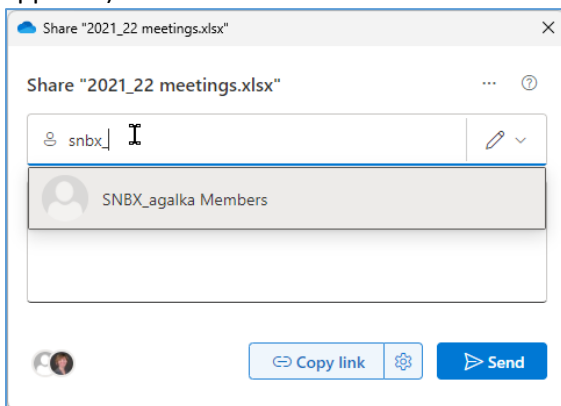 Share "2021_22 meetings.xlsx"
Share "2021_22 meetings.xlsx"
snbx_
SNBX_agalka Members
Copy link
Send